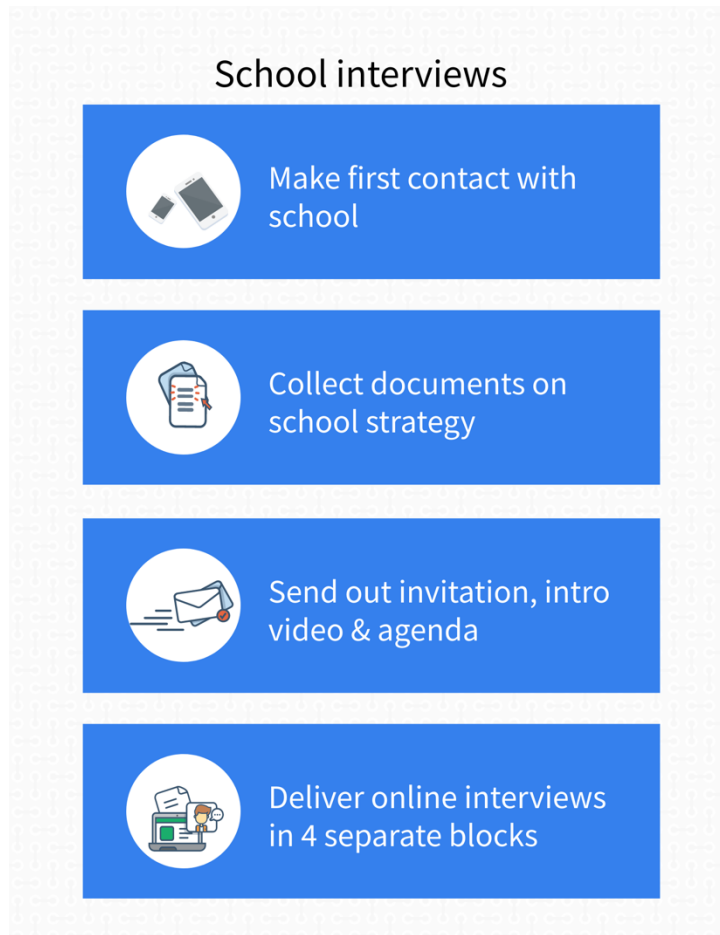 School interviews
Make first contact with
school
Collect documents on
school strategy
Send out invitation, intro
video & agenda
Deliver online interviews
in 4 separate blocks